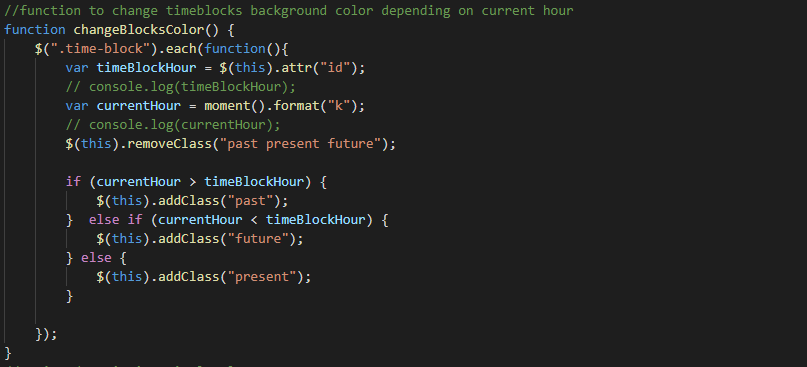 //function to change timeblocks background color depending on current hour
function changeBlocksColor() {
    $(".time-block").each(function(){
        var timeBlockHour = $(this).attr("id");
        // console.log(timeBlockHour);
        var currentHour = moment().format("k");
        // console.log(currentHour);
        $(this).removeClass("past present future");

        if (currentHour > timeBlockHour) {
            $(this).addClass("past");
        }  else if (currentHour < timeBlockHour) {
            $(this).addClass("future");
        } else {
            $(this).addClass("present");
        }

    });
}